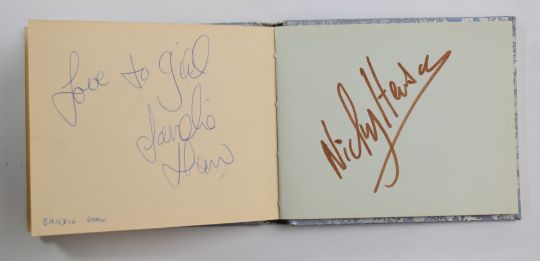 Love to Gill
Sandie
Shaw
SANDIE SHAW
Nicky Henson